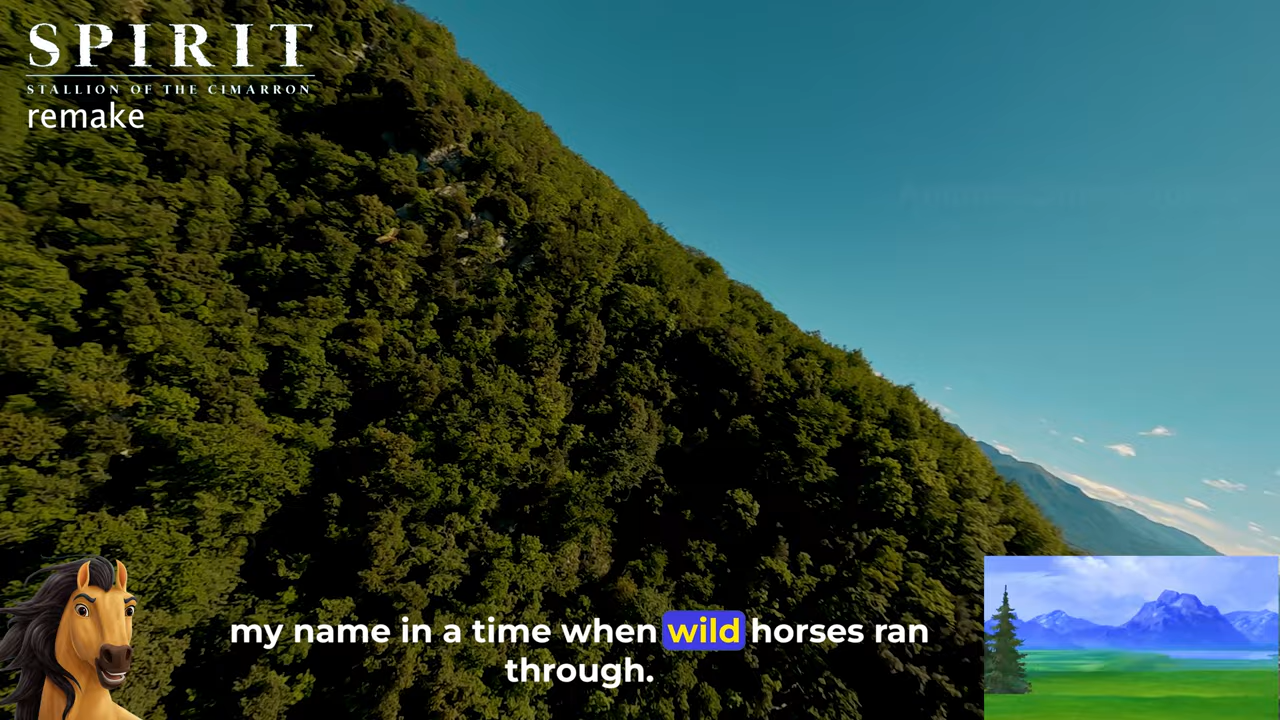 SPIRIT
STALLION OF THE CIMARRON
remake
my name in a time when wild horses ran
through.